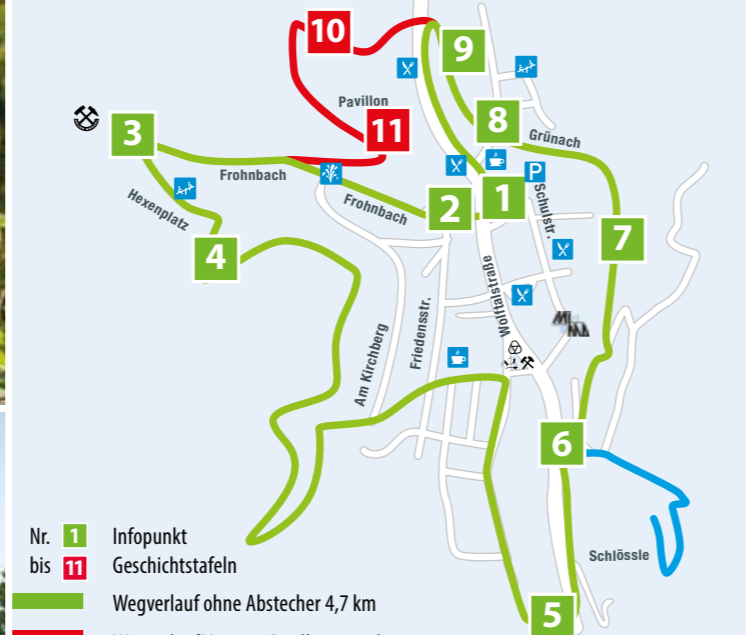 10
9
Pavillon
8
11
Grünach
3
P
Frohnbach
Frohnbach
1
2
Schulstr.
Hexenplatz
7
4
Wolftalstraße
MiMA
Friedensstr.
Am Kirchberg
6
Nr. 1 Infopunkt
bis 11 Geschichtstafeln
Schlössle
Wegverlauf ohne Abstecher 4,7 km
5